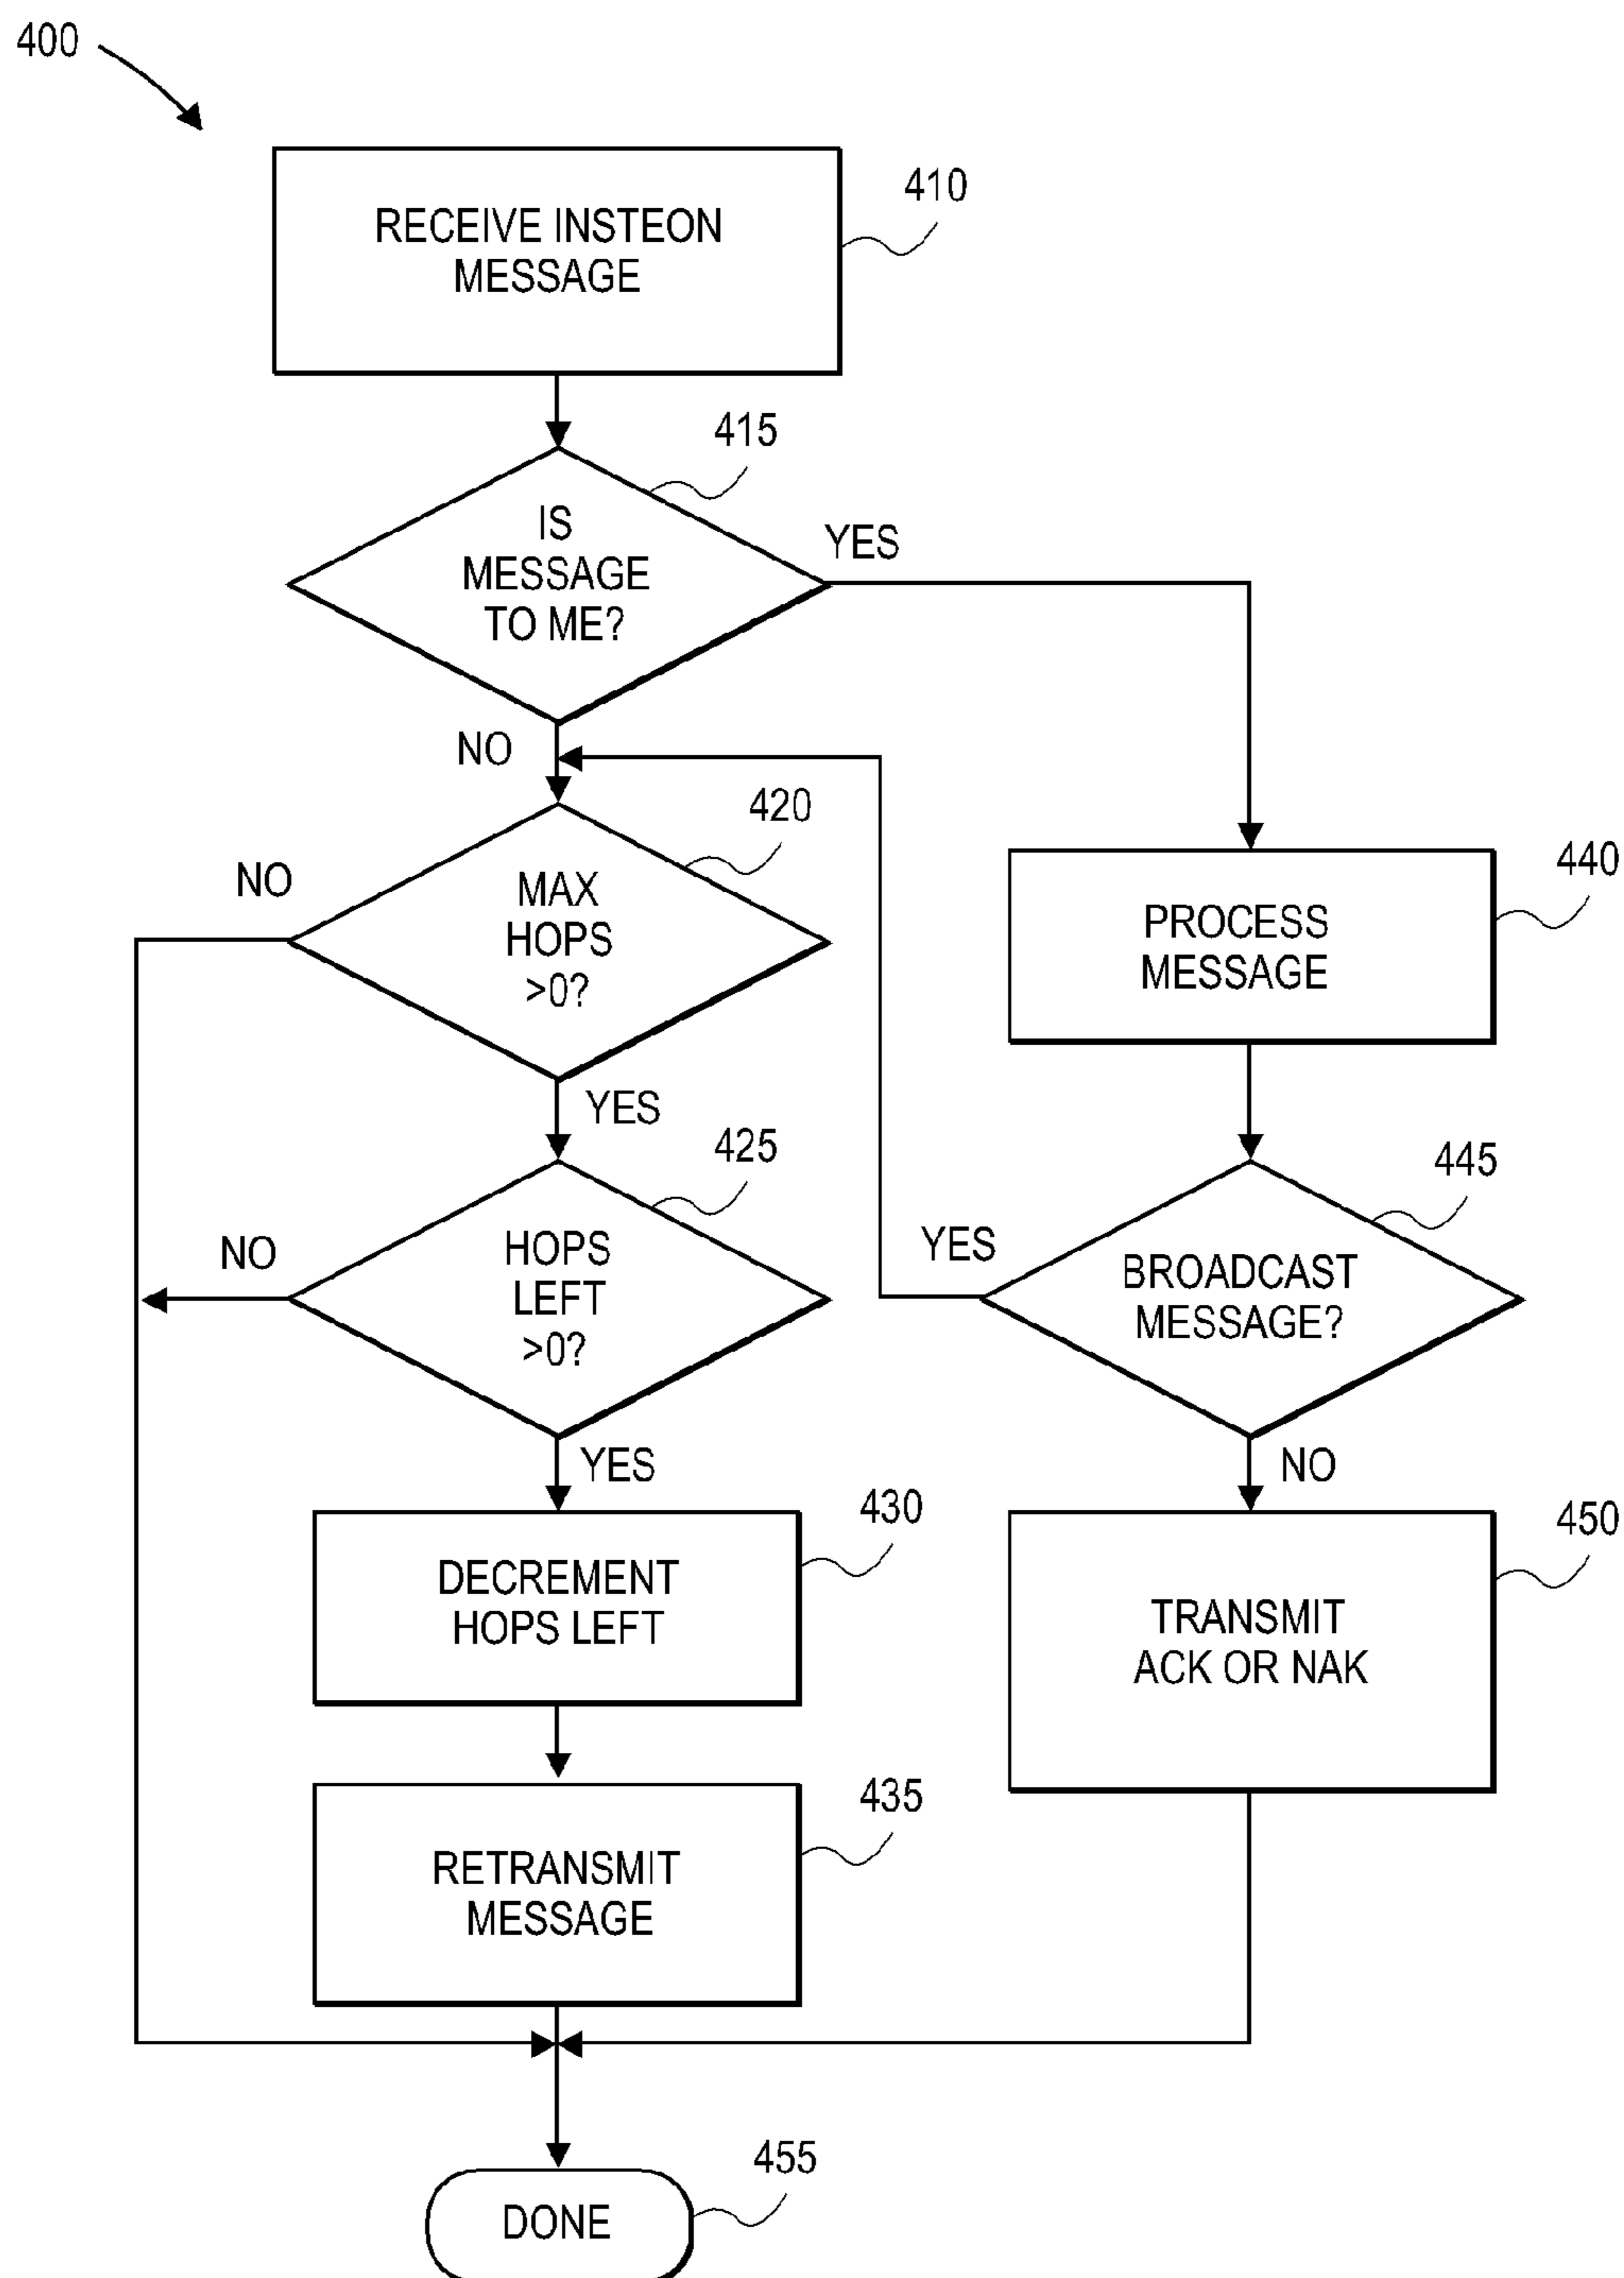 400
RECEIVE INSTEON
MESSAGE
410
415
IS
MESSAGE
TO ME?
YES
NO
420
NO
MAX
HOPS
>0?
YES
440
PROCESS
MESSAGE
425
NO
HOPS
LEFT
>0?
YES
445
YES
BROADCAST
MESSAGE?
NO
430
DECREMENT
HOPS LEFT
450
TRANSMIT
ACK OR NAK
435
RETRANSMIT
MESSAGE
455
DONE